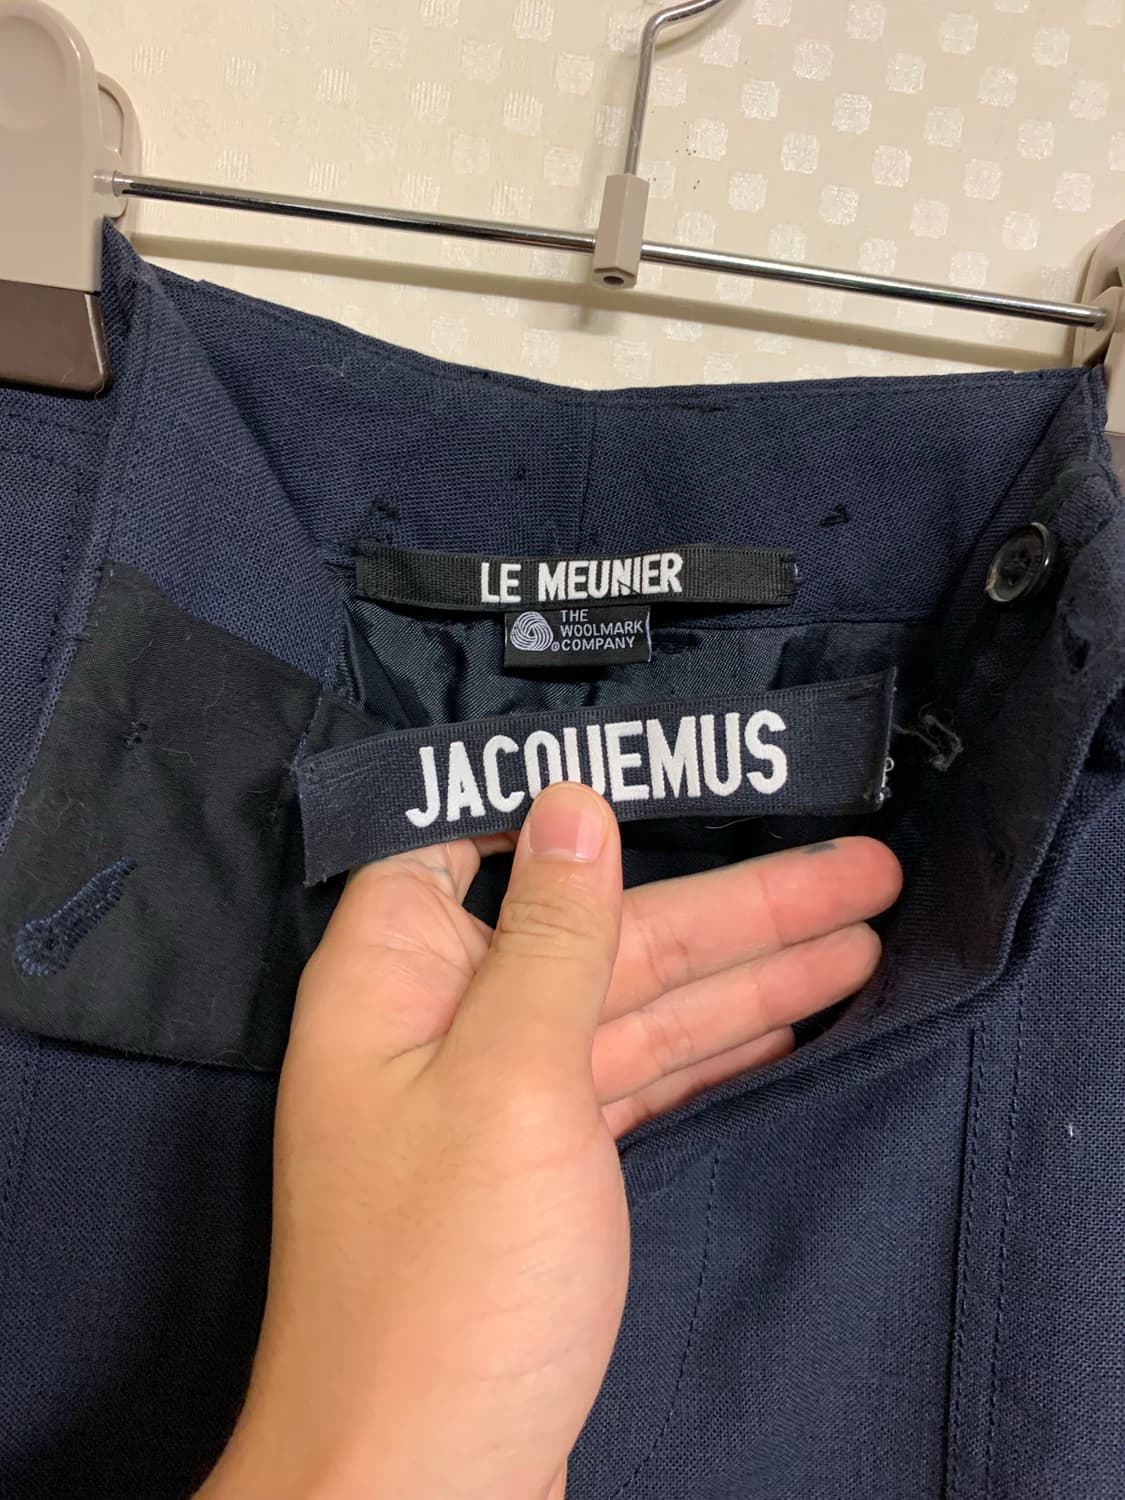 LE MEUNIER
THE
WOOLMARK
®COMPANY
JACQUEMUS